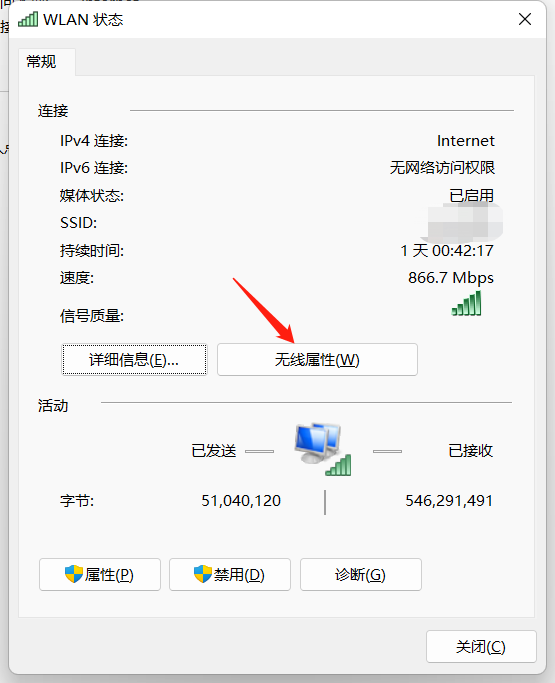 WLAN 状态
常规
连接
IPv4 连接: Internet
IPv6 连接: 无网络访问权限
媒体状态: 已启用
SSID:
持续时间: 1 天 00:42:17
速度: 866.7 Mbps
信号质量:
详细信息(E)... 无线属性(W)
活动
已发送 已接收
字节: 51,040,120 546,291,491
属性(P) 禁用(D) 诊断(G)
关闭(C)